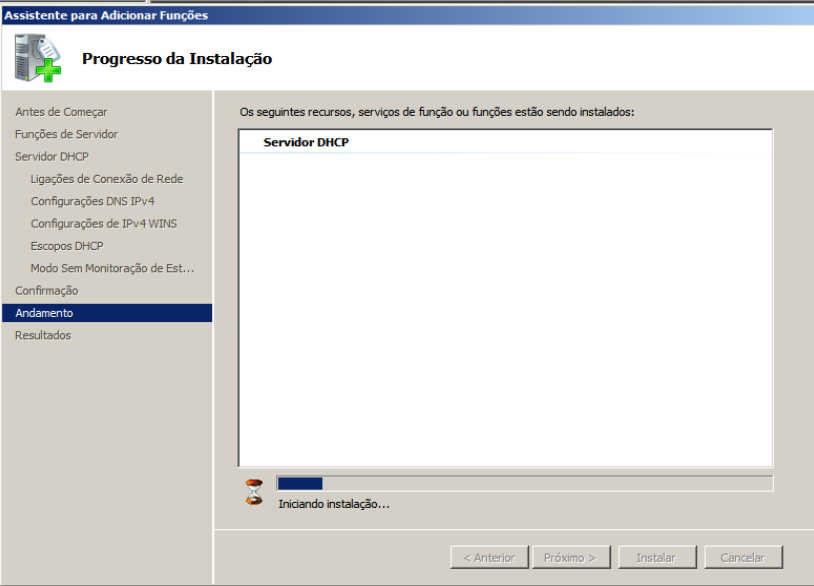 Assistente para Adicionar Funções
Progresso da Instalação
Antes de Começar
Funções de Servidor
Servidor DHCP
Ligações de Conexão de Rede
Configurações DNS IPv4
Configurações de IPv4 WINS
Escopos DHCP
Modo Sem Monitoração de Est...
Confirmação
Andamento
Resultados
Os seguintes recursos, serviços de função ou funções estão sendo instalados:
Servidor DHCP
Iniciando instalação...
< Anterior
Próximo >
Instalar
Cancelar